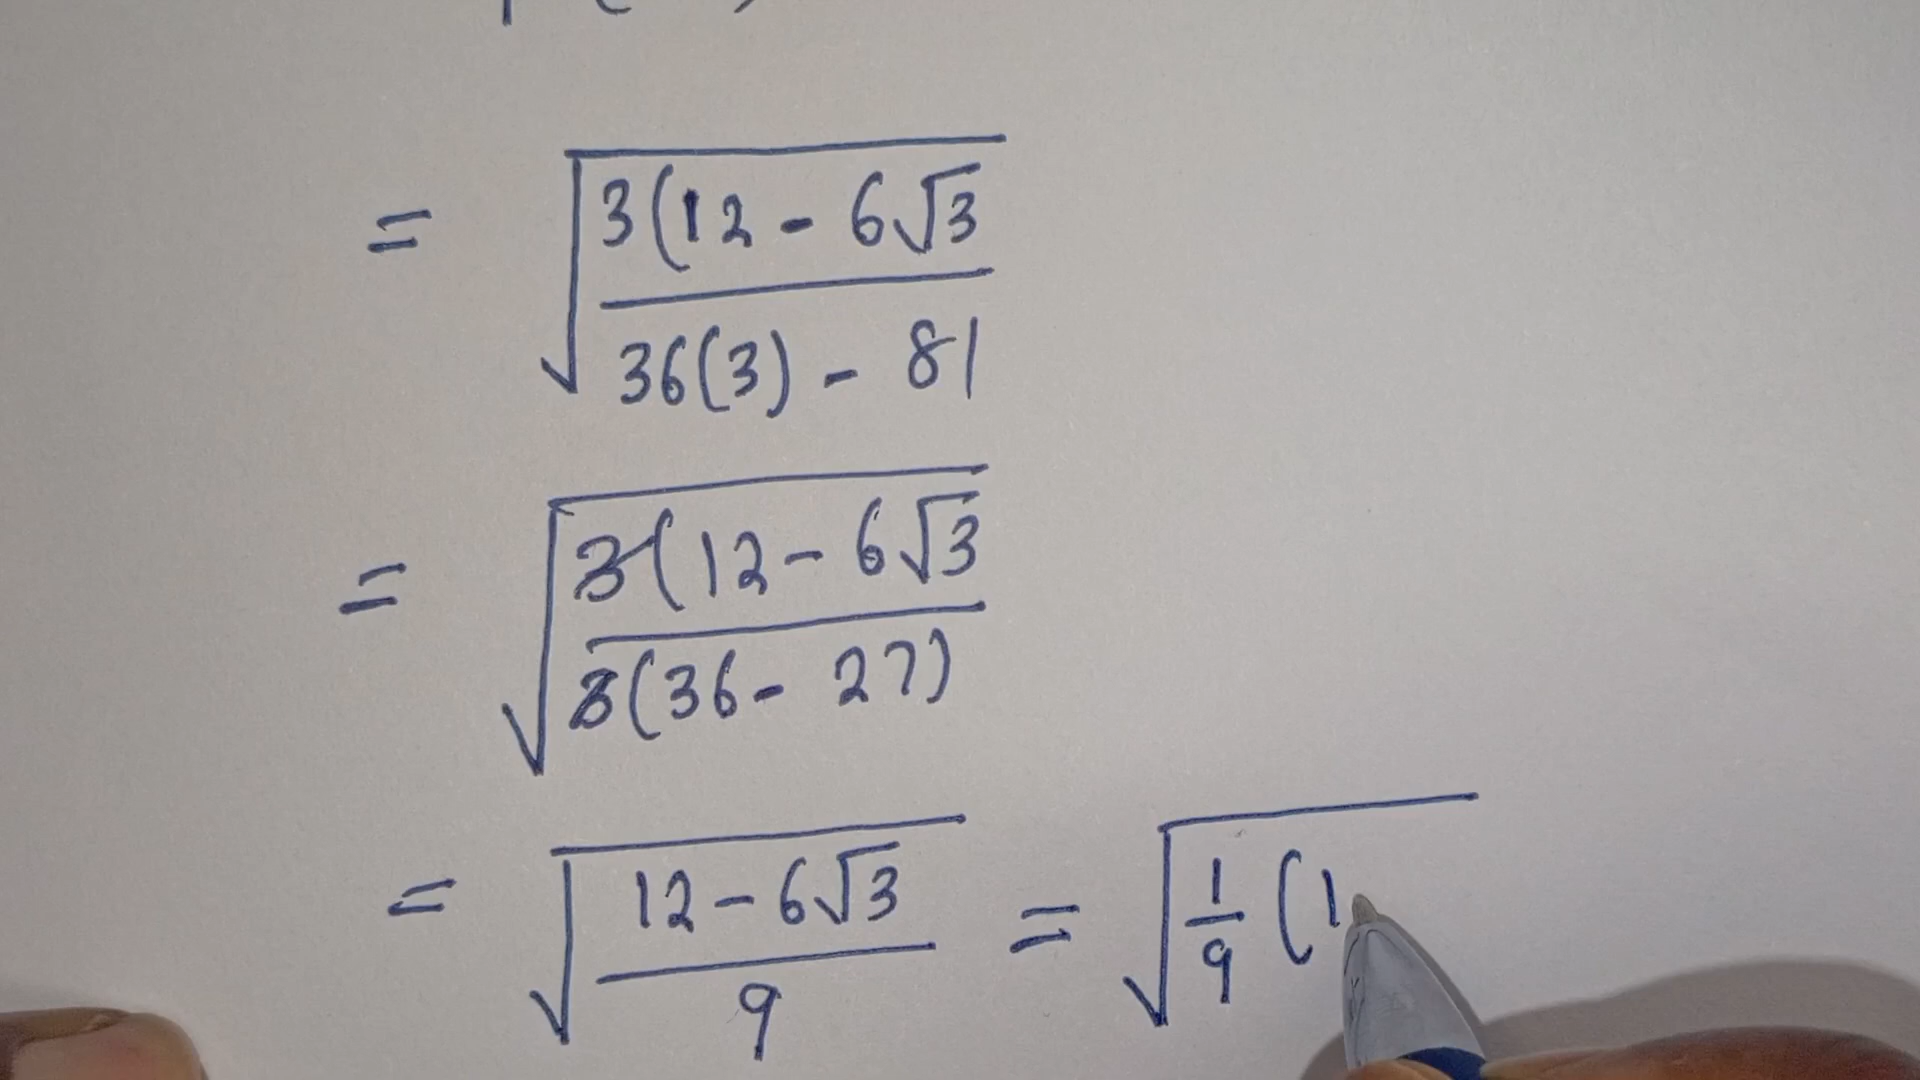 = √(3(12 - 6√3 / 36(3) - 81
= √(3(12 - 6√3 / 3(36 - 27)
= √(12 - 6√3 / 9) = √(1/9 (1